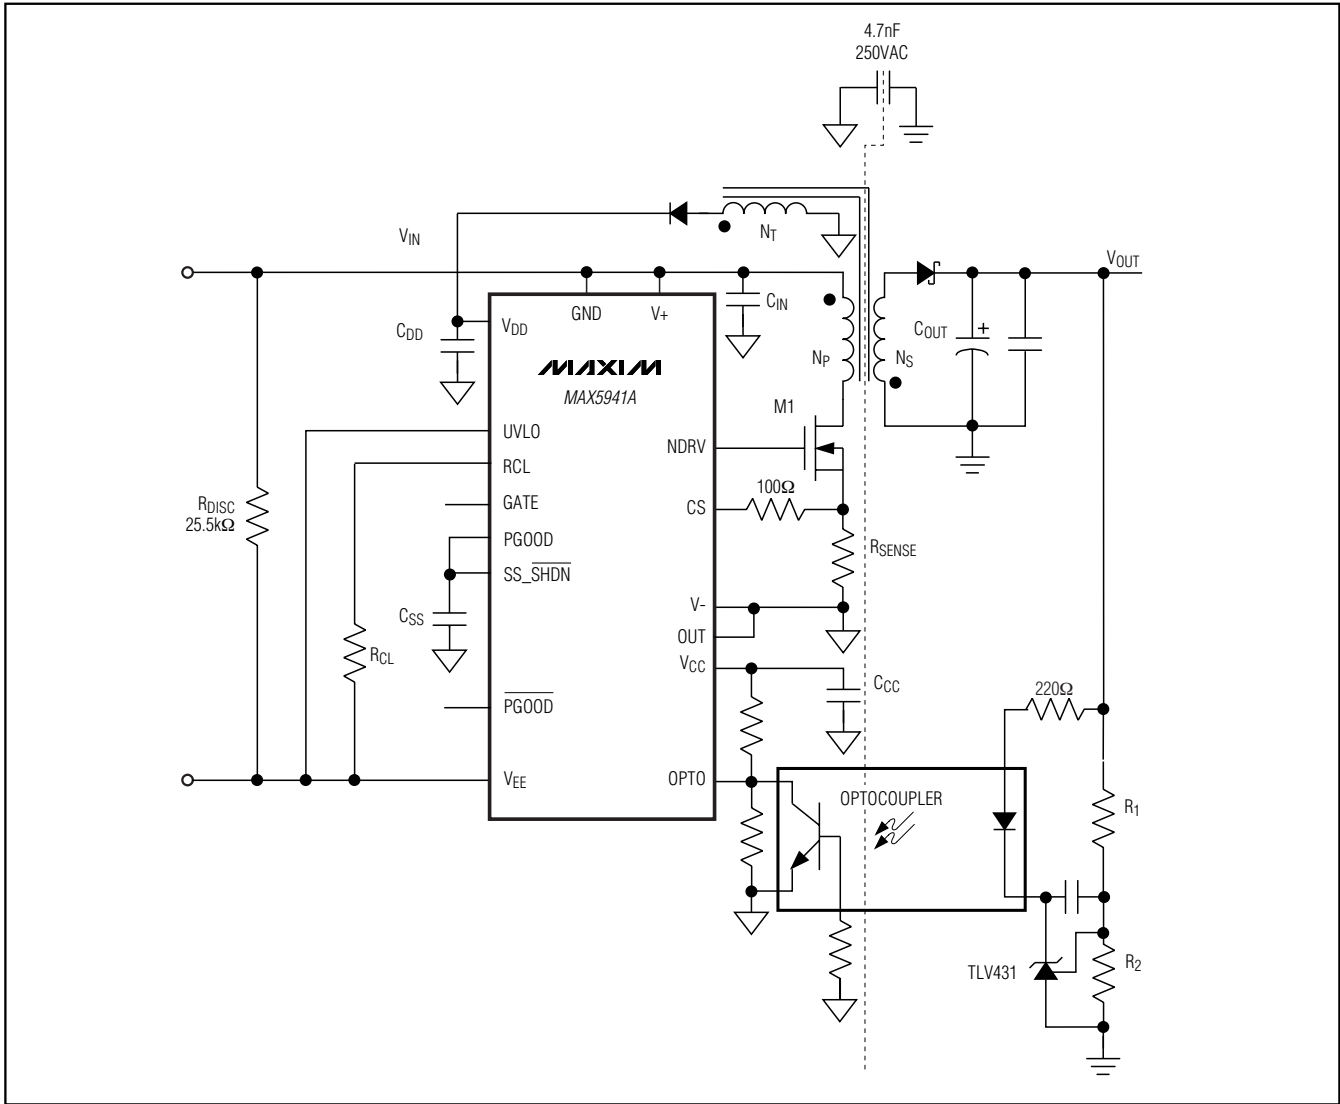 4.7nF
250VAC
NT
VIN
VOUT
GND
V+
CIN
CDD
VDD
COUT
NP
NS
MAXIM
MAX5941A
M1
UVLO
NDRV
RCL
100Ω
RDISC
25.5kΩ
GATE
CS
PGOOD
RSENSE
SS_SHDN
V-
CSS
OUT
RCL
VCC
CCC
220Ω
PGOOD
VEE
OPTO
OPTOCOUPLER
R1
TLV431
R2